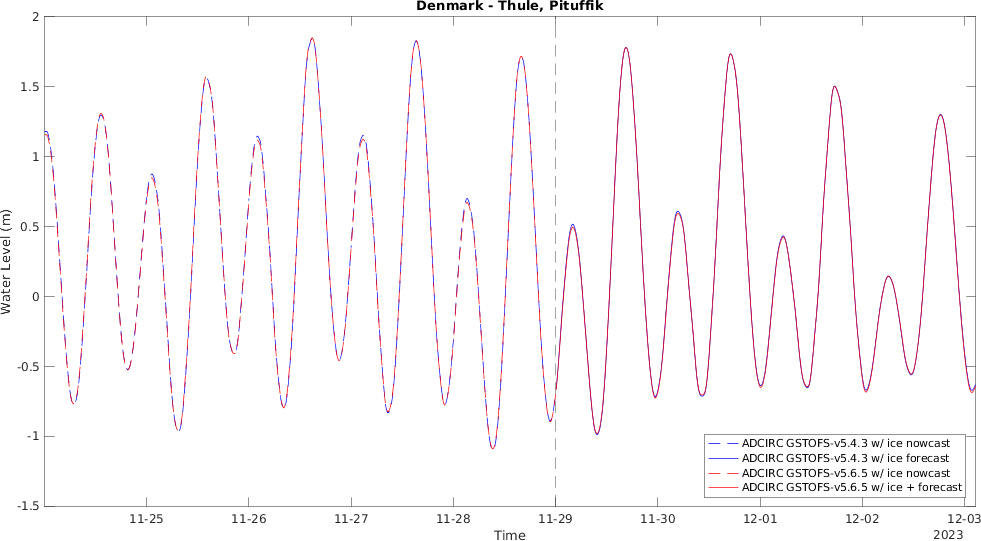 Denmark - Thule, Pituffik
Water Level (m)
2
1.5
1
0.5
0
-0.5
-1
-1.5
11-25
11-26
11-27
11-28
11-29
11-30
12-01
12-02
12-03
2023
Time
ADCIRC GSTOFS-v5.4.3 w/ ice nowcast
ADCIRC GSTOFS-v5.4.3 w/ ice forecast
ADCIRC GSTOFS-v5.6.5 w/ ice nowcast
ADCIRC GSTOFS-v5.6.5 w/ ice + forecast